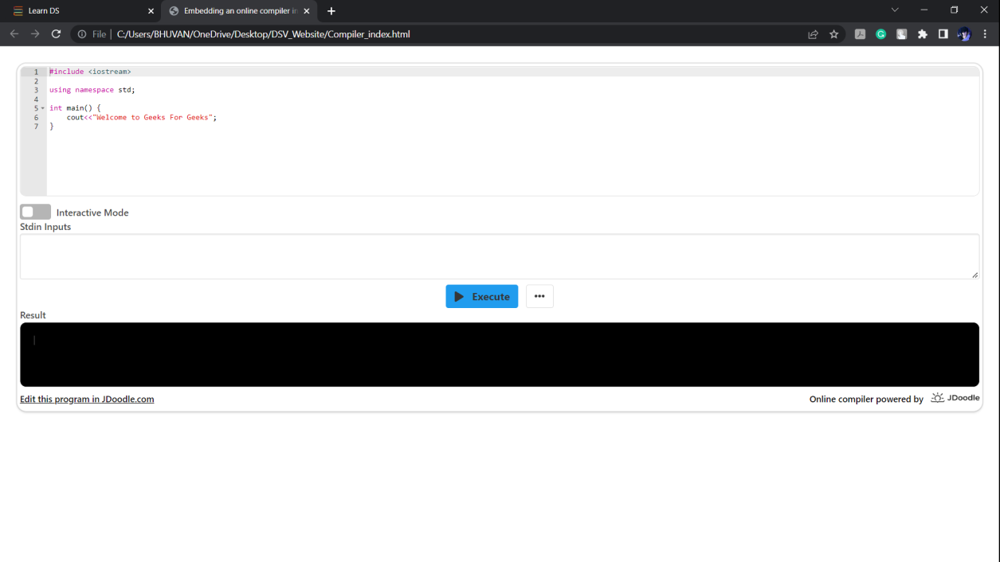 Learn DS
Embedding an online compiler in
File
C:/Users/BHUVAN/OneDrive/Desktop/DSV_Website/Compiler_index.html
1 #include <iostream>
2
3 using namespace std;
4
5 int main() {
6     cout<<"Welcome to Geeks For Geeks";
7 }
Interactive Mode
Stdin Inputs
Execute
•••
Result
Edit this program in JDoodle.com
Online compiler powered by JDoodle